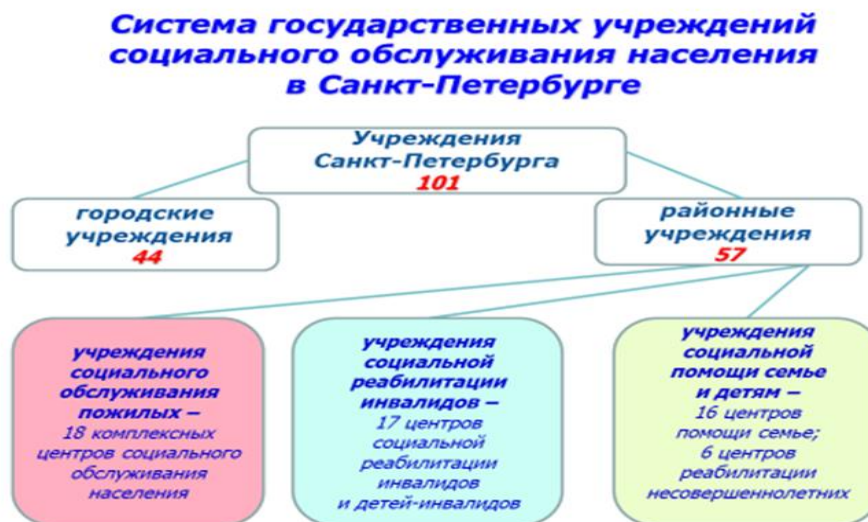 Система государственных учреждений
социального обслуживания населения
в Санкт-Петербурге
Учреждения
Санкт-Петербурга
101
городские
учреждения
44
районные
учреждения
57
учреждения
социального
обслуживания
пожилых –
18 комплексных
центров социального
обслуживания
населения
учреждения
социальной
реабилитации
инвалидов –
17 центров
социальной
реабилитации
инвалидов
и детей-инвалидов
учреждения
социальной
помощи семье
и детям –
16 центров
помощи семье;
6 центров
реабилитации
несовершеннолетних